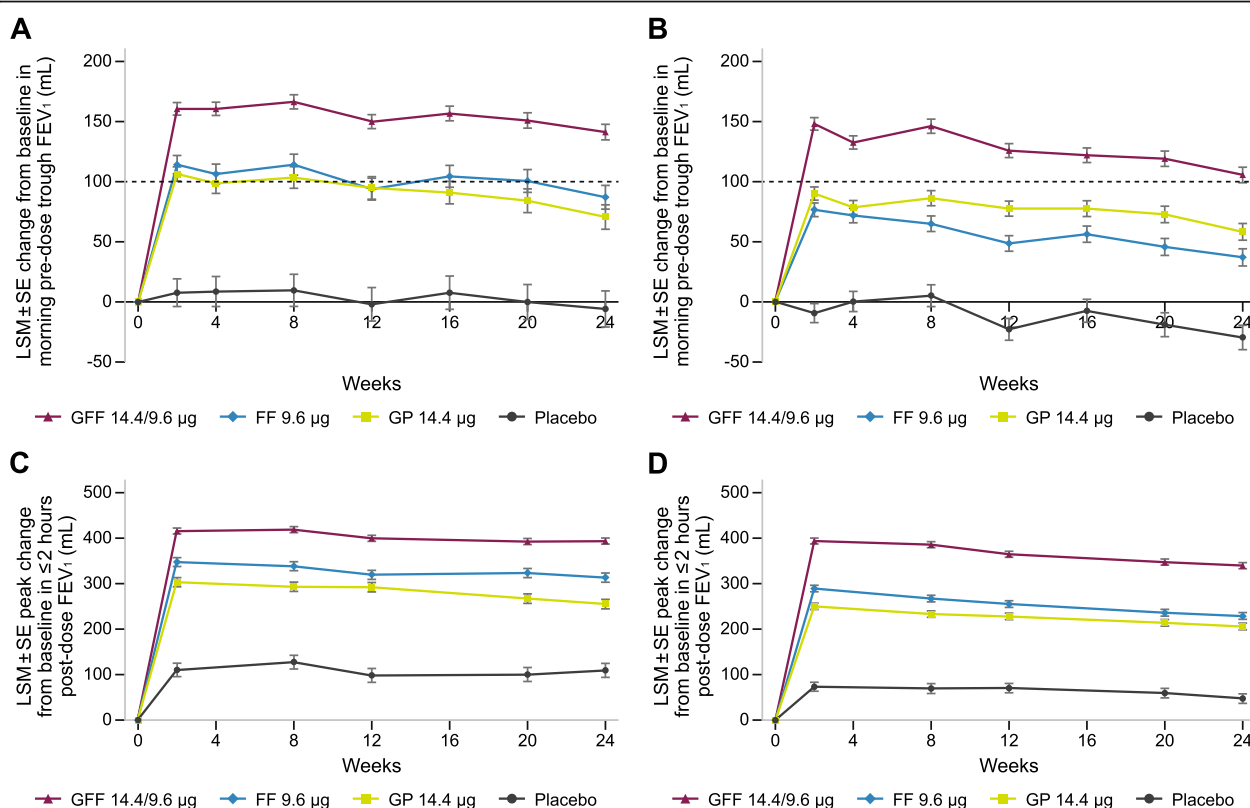 A
LSM±SE change from baseline in
morning pre-dose trough FEV₁ (mL)
200
150
100
50
0
-50
0 4 8 12 16 20 24
Weeks
GFF 14.4/9.6 µg FF 9.6 µg GP 14.4 µg Placebo
B
LSM±SE change from baseline in
morning pre-dose trough FEV₁ (mL)
200
150
100
50
0
-50
0 4 8 12 16 20 24
Weeks
GFF 14.4/9.6 µg FF 9.6 µg GP 14.4 µg Placebo
C
LSM±SE peak change
from baseline in ≤2 hours
post-dose FEV₁ (mL)
500
400
300
200
100
0
0 4 8 12 16 20 24
Weeks
GFF 14.4/9.6 µg FF 9.6 µg GP 14.4 µg Placebo
D
LSM±SE peak change
from baseline in ≤2 hours
post-dose FEV₁ (mL)
500
400
300
200
100
0
0 4 8 12 16 20 24
Weeks
GFF 14.4/9.6 µg FF 9.6 µg GP 14.4 µg Placebo